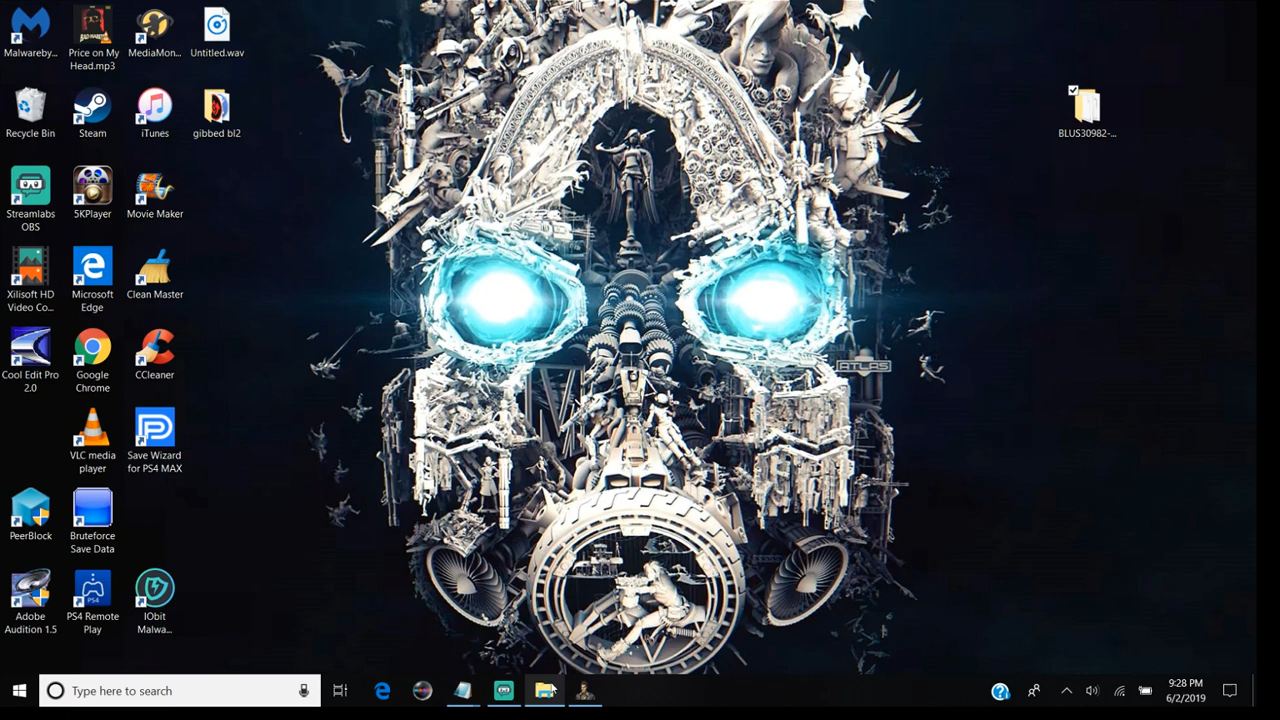 Malwareby...
Price on My
Head.mp3
MediaMon...
Untitled.wav
Recycle Bin
Steam
iTunes
gibbed bl2
BLUS30982-...
Streamlabs
OBS
5KPlayer
Movie Maker
Xilisoft HD
Video Co...
Microsoft
Edge
Clean Master
Cool Edit Pro
2.0
Google
Chrome
CCleaner
ATLAS
VLC media
player
Save Wizard
for PS4 MAX
PeerBlock
Bruteforce
Save Data
Adobe
Audition 1.5
PS4
PS4 Remote
Play
IObit
Malwa...
Type here to search
9:28 PM
6/2/2019